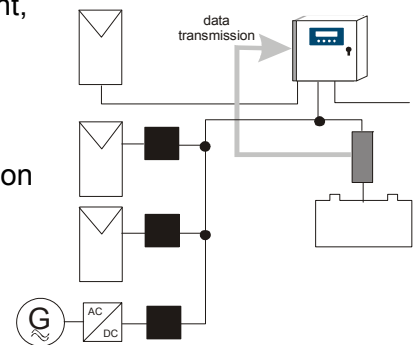 nt,
data
transmission
on
G
AC
DC